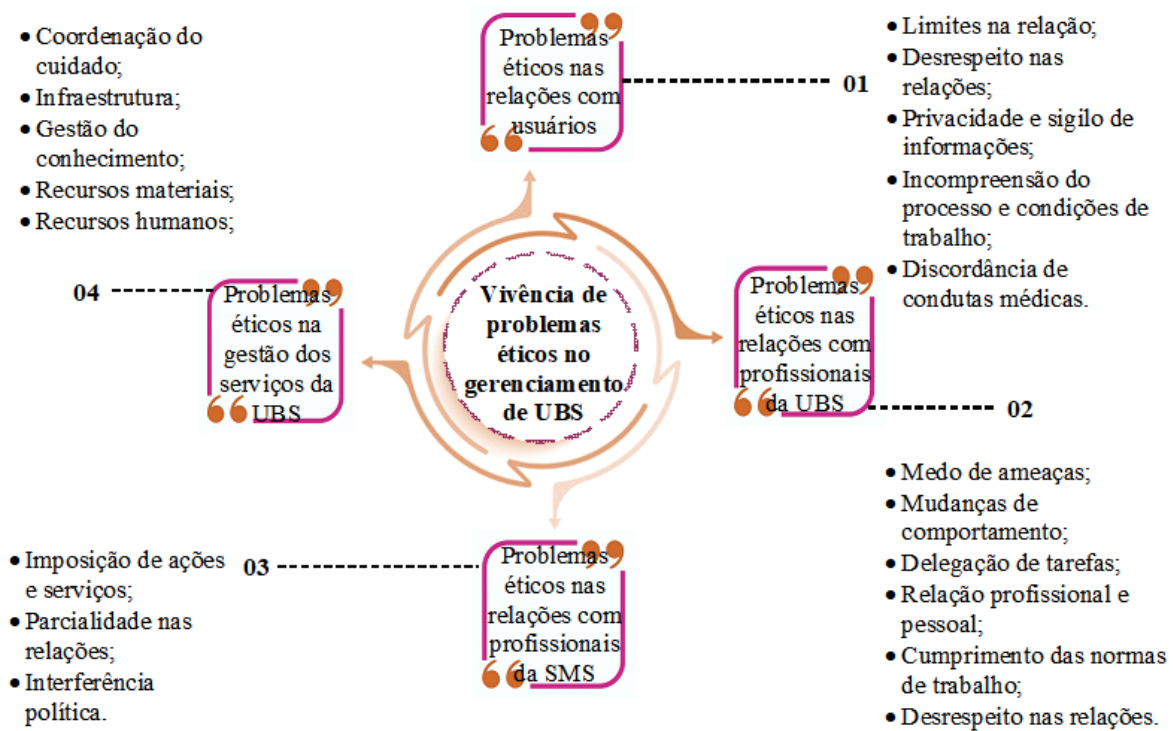 Problemas
éticos nas
relações com
usuários
01
• Limites na relação;
• Desrespeito nas
relações;
• Privacidade e sigilo de
informações;
• Incompreensão do
processo e condições de
trabalho;
• Discordância de
condutas médicas.
• Coordenação do
cuidado;
• Infraestrutura;
• Gestão do
conhecimento;
• Recursos materiais;
• Recursos humanos;
04
Problemas
éticos na
gestão dos
serviços da
UBS
Vivência de
problemas
éticos no
gerenciamento
de UBS
Problemas
éticos nas
relações com
profissionais
da UBS
02
• Medo de ameaças;
• Mudanças de
comportamento;
• Delegação de tarefas;
• Relação profissional e
pessoal;
• Cumprimento das normas
de trabalho;
• Desrespeito nas relações.
• Imposição de ações
e serviços;
• Parcialidade nas
relações;
• Interferência
política.
03
Problemas
éticos nas
relações com
profissionais
da SMS